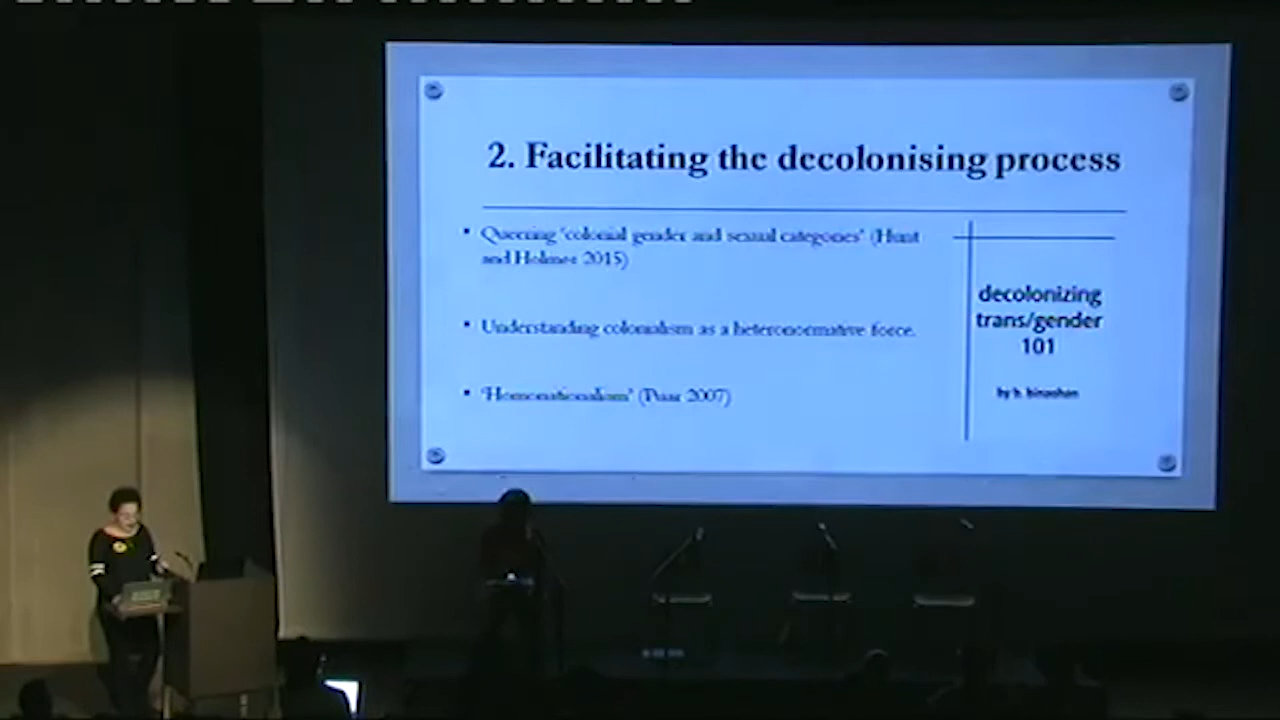 2. Facilitating the decolonising process
• Queering 'colonial gender and sexual categories' (Hunt
and Holmes 2015)
• Understanding colonialism as a heteronormative force.
• 'Homonationalism' (Puar 2007)
decolonizing
trans/gender
101
by b. binaohan